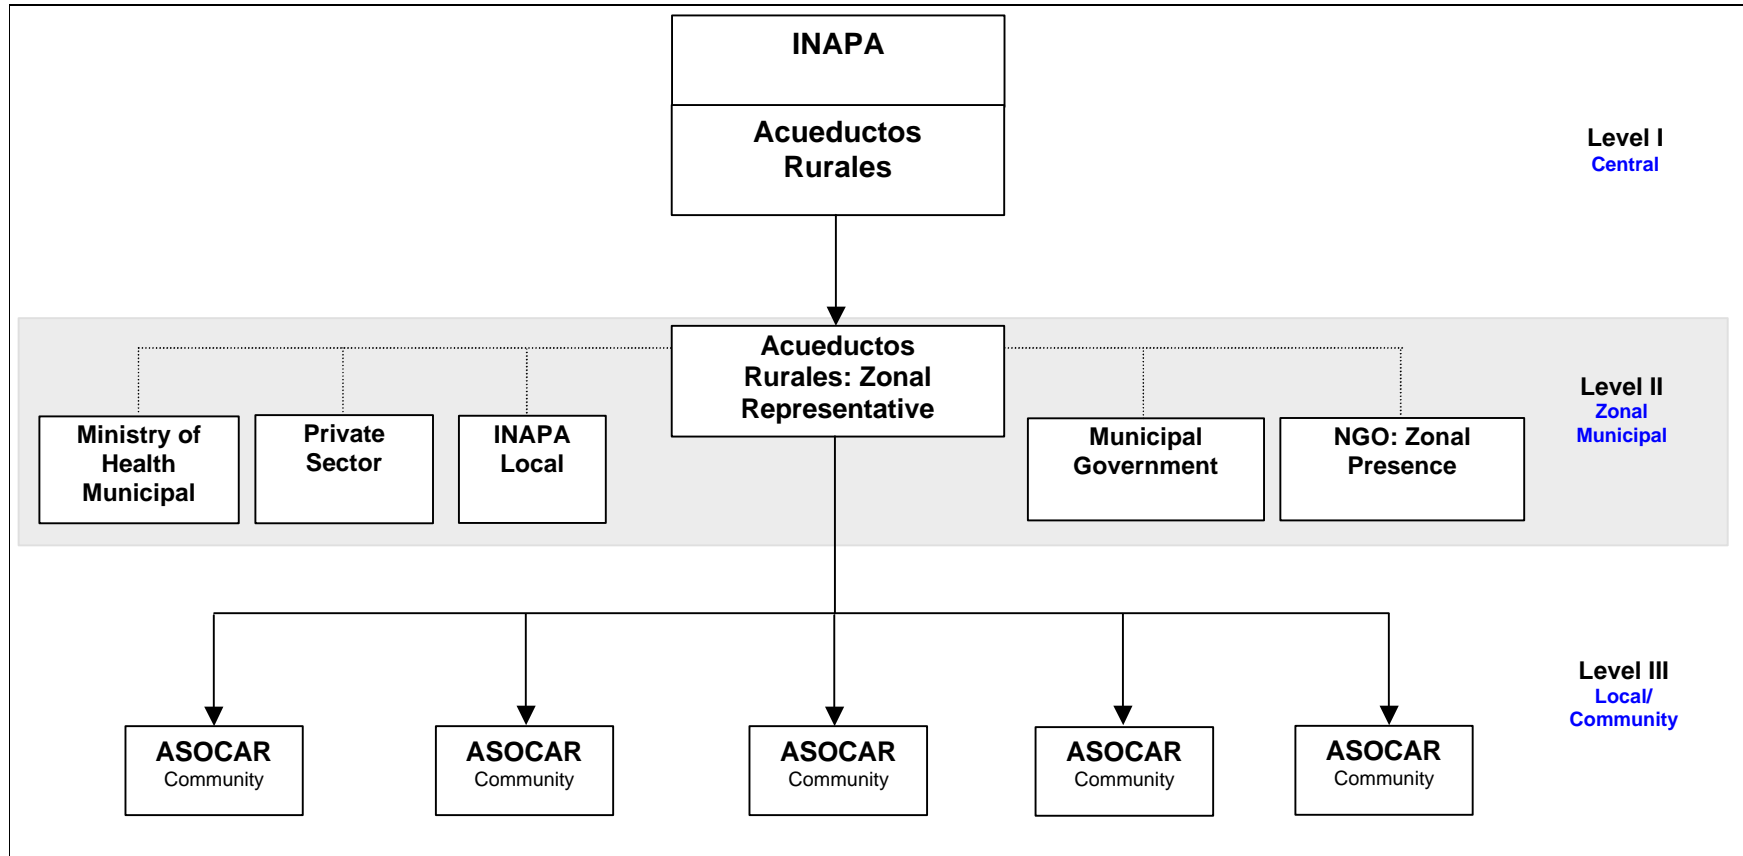 INAPA
Acueductos
Rurales
Level I
Central
Acueductos
Rurales: Zonal
Representative
Level II
Zonal
Municipal
Ministry of
Health
Municipal
Private
Sector
INAPA
Local
Municipal
Government
NGO: Zonal
Presence
Level III
Local/
Community
ASOCAR
Community
ASOCAR
Community
ASOCAR
Community
ASOCAR
Community
ASOCAR
Community